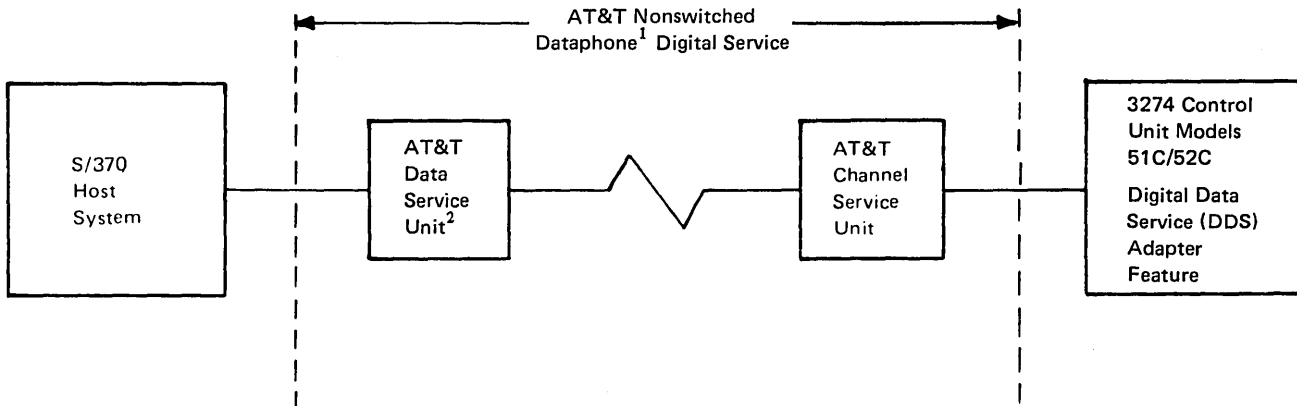 AT&T Nonswitched
Dataphone¹ Digital Service
S/370
Host
System
AT&T
Data
Service
Unit²
AT&T
Channel
Service
Unit
3274 Control
Unit Models
51C/52C
Digital Data
Service (DDS)
Adapter
Feature